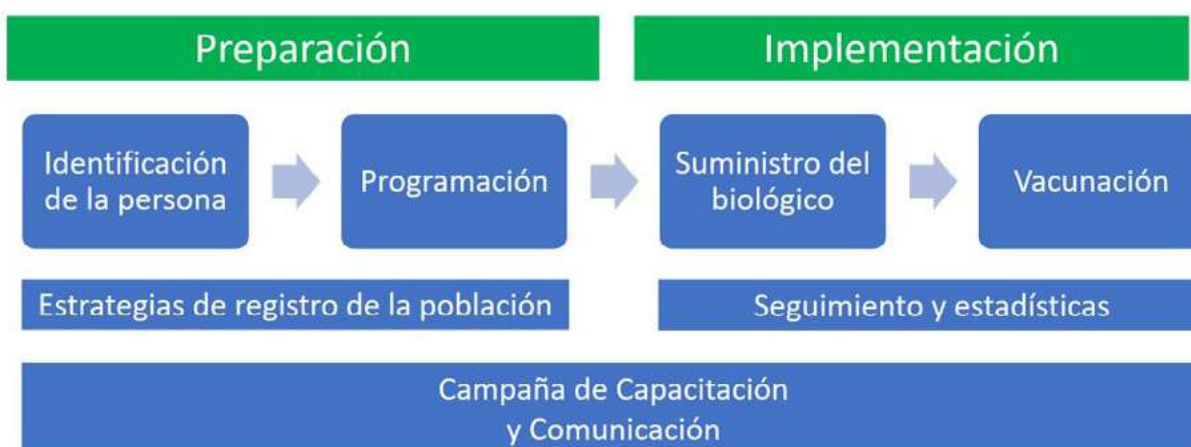 Preparación
Implementación
Identificación
de la persona
Programación
Suministro del
biológico
Vacunación
Estrategias de registro de la población
Seguimiento y estadísticas
Campaña de Capacitación
y Comunicación